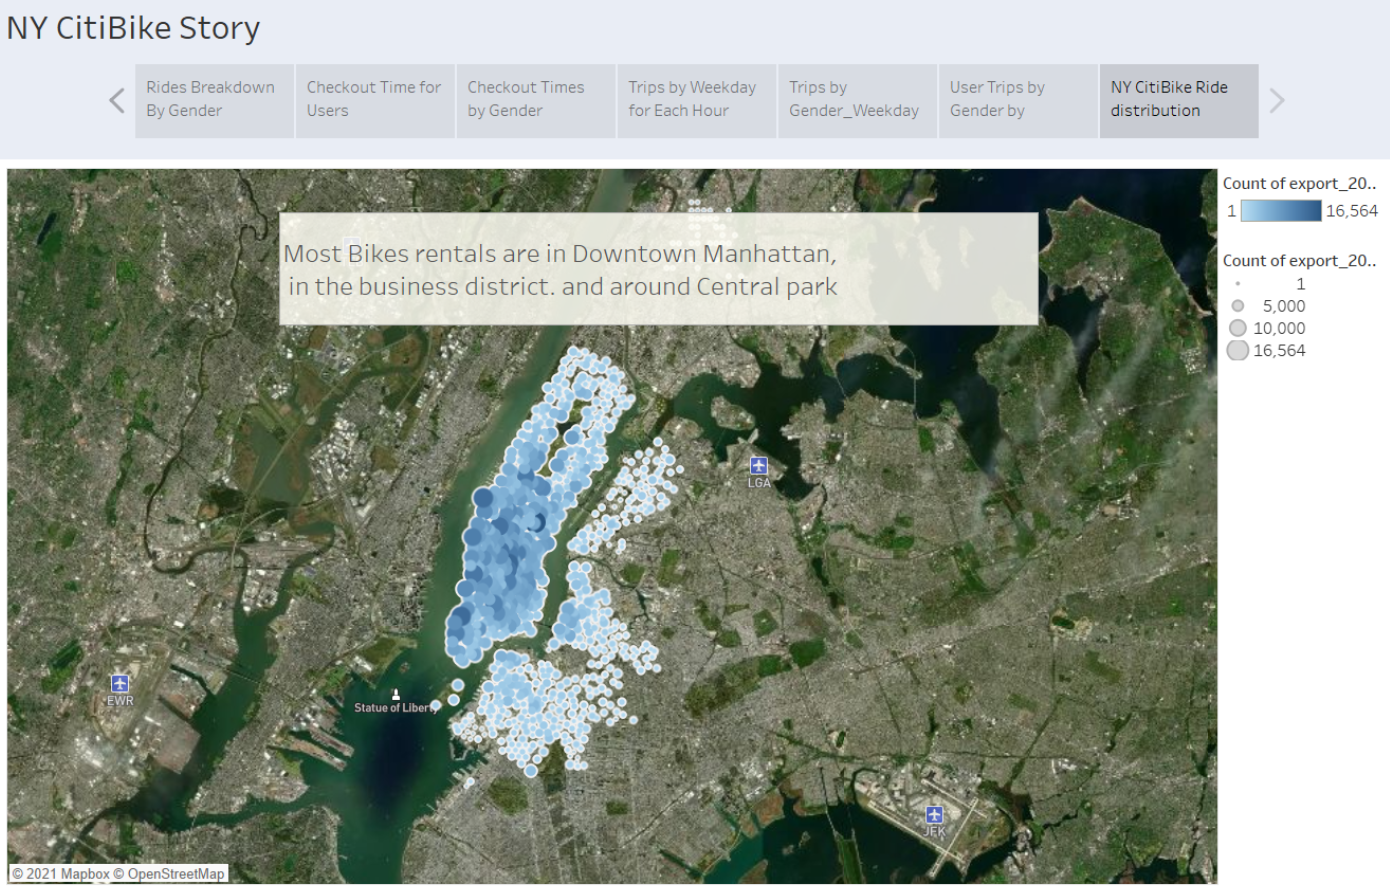 NY CitiBike Story
Rides Breakdown
By Gender
Checkout Time for
Users
Checkout Times
by Gender
Trips by Weekday
for Each Hour
Trips by
Gender_Weekday
User Trips by
Gender by
NY CitiBike Ride
distribution
Most Bikes rentals are in Downtown Manhattan,
in the business district. and around Central park
Count of export_20..
1 16,564
Count of export_20..
1
5,000
10,000
16,564
LGA
EWR
Statue of Liberty
JFK
© 2021 Mapbox © OpenStreetMap